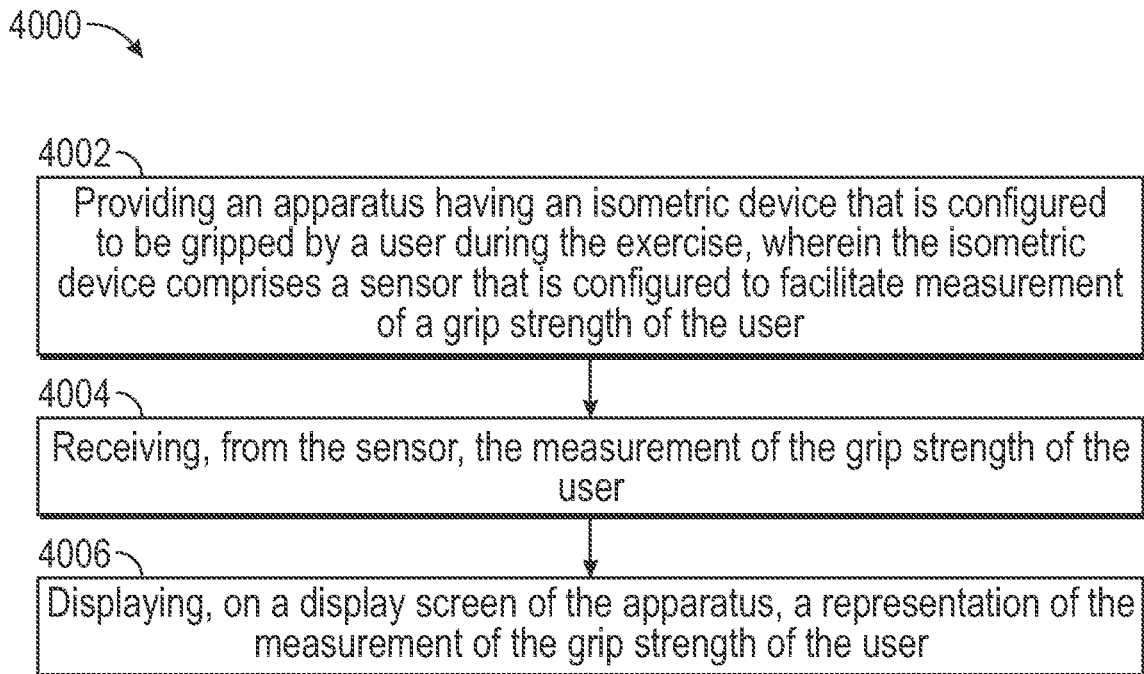 4000
4002
Providing an apparatus having an isometric device that is configured
to be gripped by a user during the exercise, wherein the isometric
device comprises a sensor that is configured to facilitate measurement
of a grip strength of the user
4004
Receiving, from the sensor, the measurement of the grip strength of the
user
4006
Displaying, on a display screen of the apparatus, a representation of the
measurement of the grip strength of the user